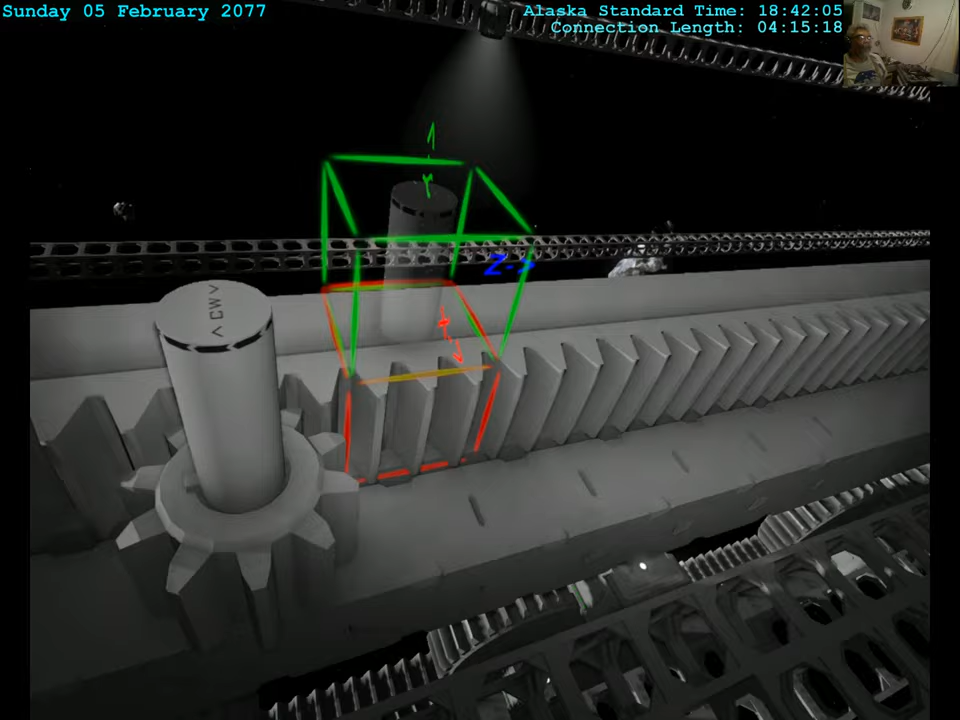 Sunday 05 February 2077
Alaska Standard Time: 18:42:05
Connection Length: 04:15:18
Y
Z->
X
< CW >